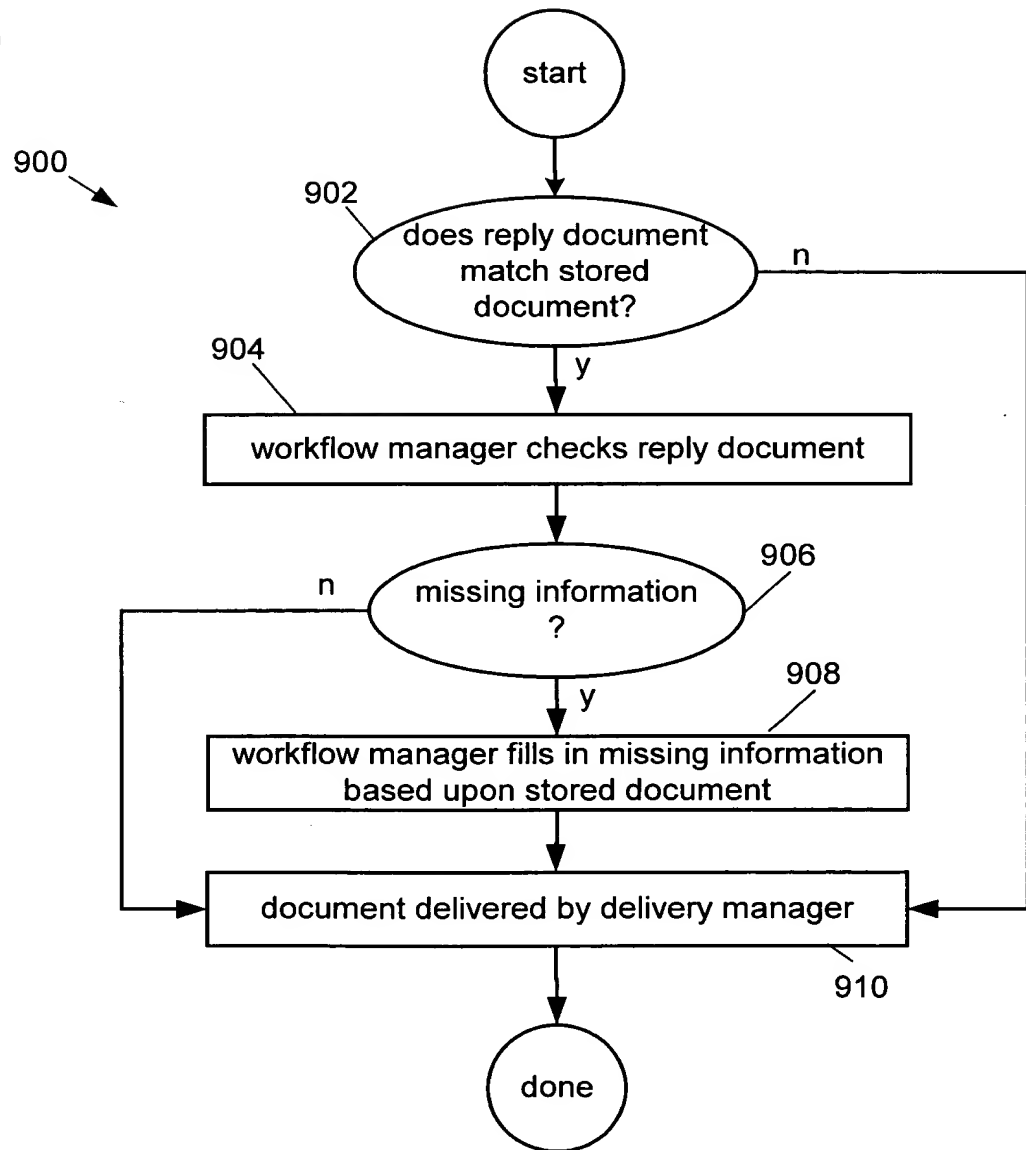 start
900
902
does reply document
match stored
document?
n
y
904
workflow manager checks reply document
906
missing information
?
n
y
908
workflow manager fills in missing information
based upon stored document
document delivered by delivery manager
910
done